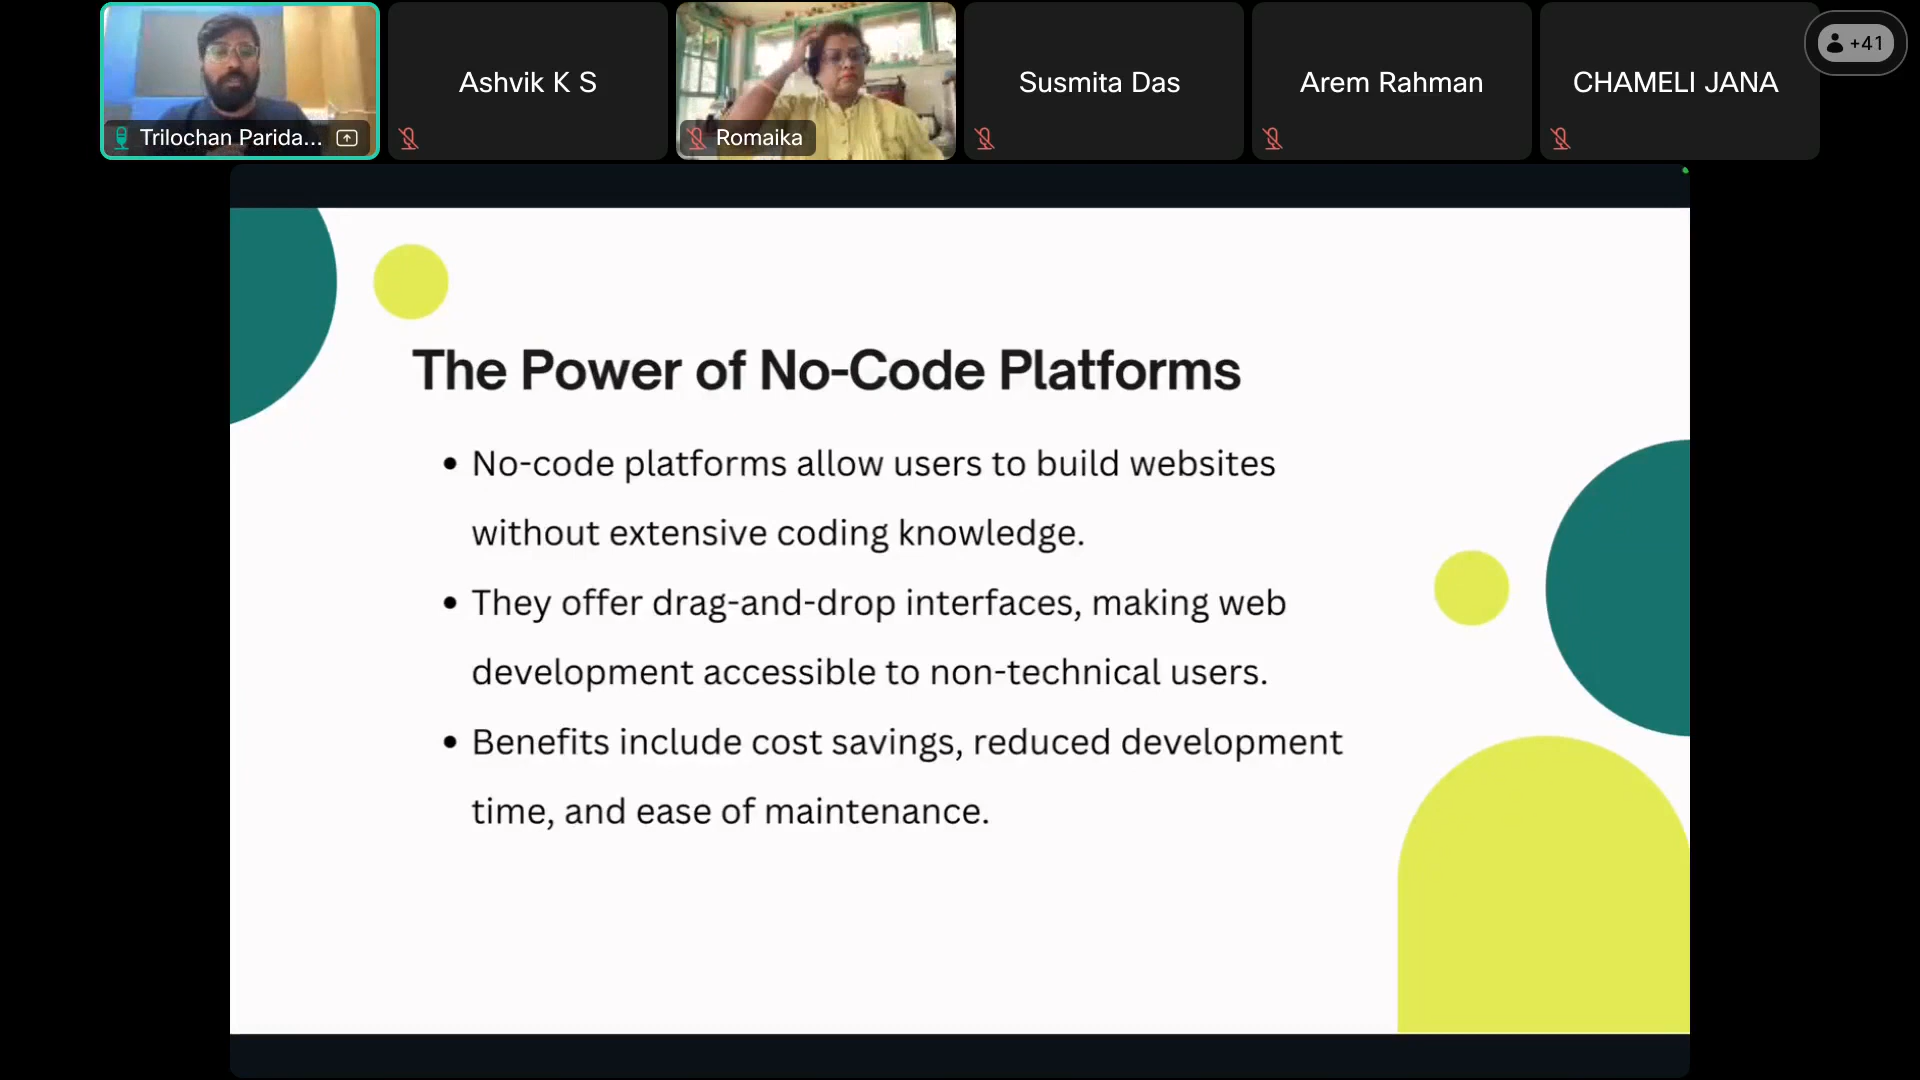 Trilochan Parida...
Ashvik K S
Romaika
Susmita Das
Arem Rahman
CHAMELI JANA
+41
The Power of No-Code Platforms
• No-code platforms allow users to build websites
without extensive coding knowledge.
• They offer drag-and-drop interfaces, making web
development accessible to non-technical users.
• Benefits include cost savings, reduced development
time, and ease of maintenance.